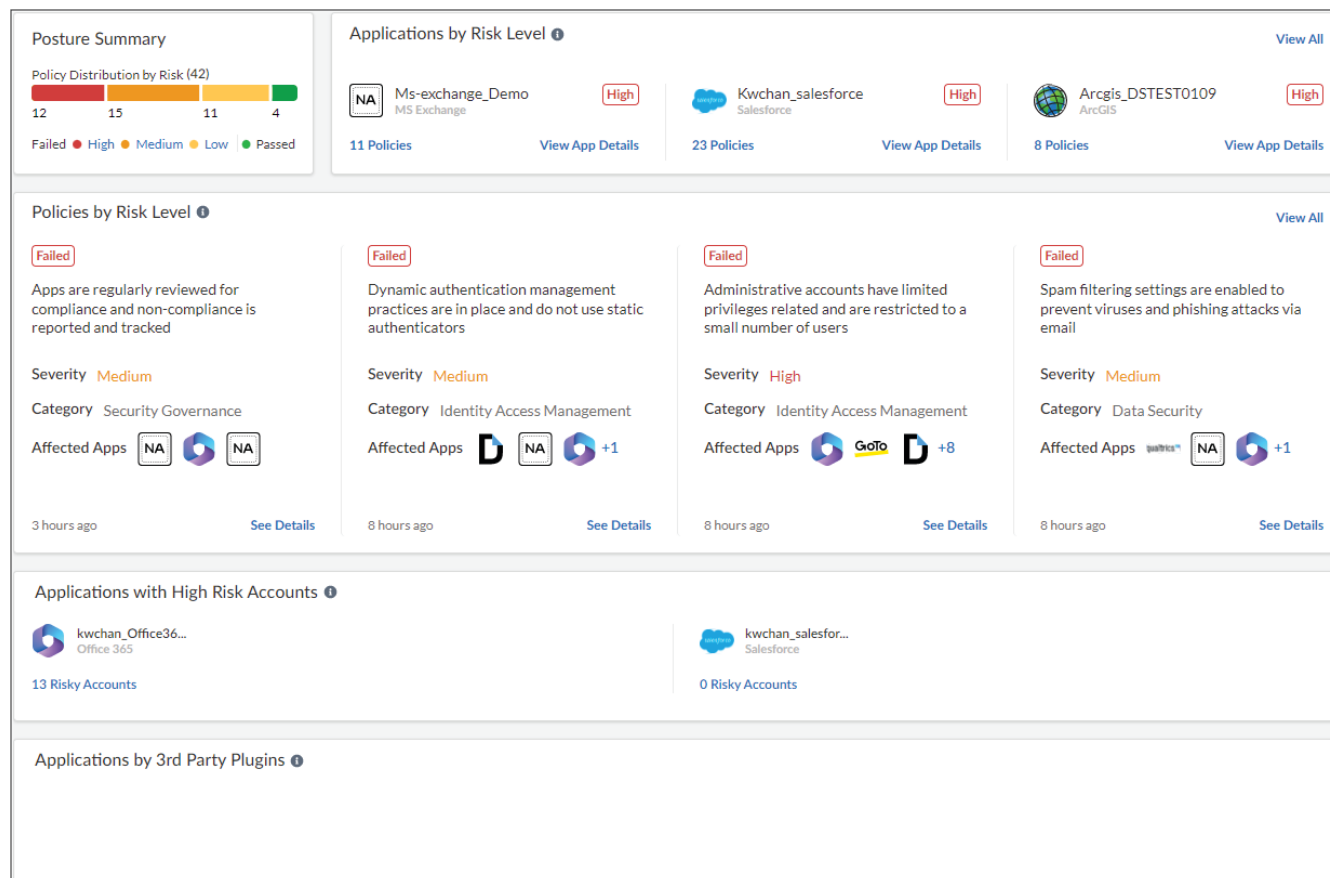 Posture Summary
Policy Distribution by Risk (42)
12 15 11 4
Failed High Medium Low Passed
Applications by Risk Level
View All
NA
Ms-exchange_Demo
High
MS Exchange
11 Policies
View App Details
salesforce
Kwchan_salesforce
High
Salesforce
23 Policies
View App Details
Arcgis_DSTEST0109
High
ArcGIS
8 Policies
View App Details
Policies by Risk Level
View All
Failed
Apps are regularly reviewed for
compliance and non-compliance is
reported and tracked
Severity Medium
Category Security Governance
Affected Apps NA NA
3 hours ago
See Details
Failed
Dynamic authentication management
practices are in place and do not use static
authenticators
Severity Medium
Category Identity Access Management
Affected Apps NA +1
8 hours ago
See Details
Failed
Administrative accounts have limited
privileges related and are restricted to a
small number of users
Severity High
Category Identity Access Management
Affected Apps GoTo +8
8 hours ago
See Details
Failed
Spam filtering settings are enabled to
prevent viruses and phishing attacks via
email
Severity Medium
Category Data Security
Affected Apps qualtrics NA +1
8 hours ago
See Details
Applications with High Risk Accounts
kwchan_Office36...
Office 365
13 Risky Accounts
salesforce
kwchan_salesfor...
Salesforce
0 Risky Accounts
Applications by 3rd Party Plugins